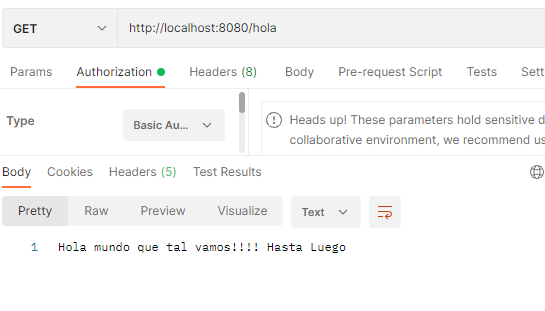 GET http://localhost:8080/hola
Params Authorization Headers (8) Body Pre-request Script Tests Sett
Type Basic Au...
Heads up! These parameters hold sensitive d
collaborative environment, we recommend us
Body Cookies Headers (5) Test Results
Pretty Raw Preview Visualize Text
1 Hola mundo que tal vamos!!!! Hasta Luego